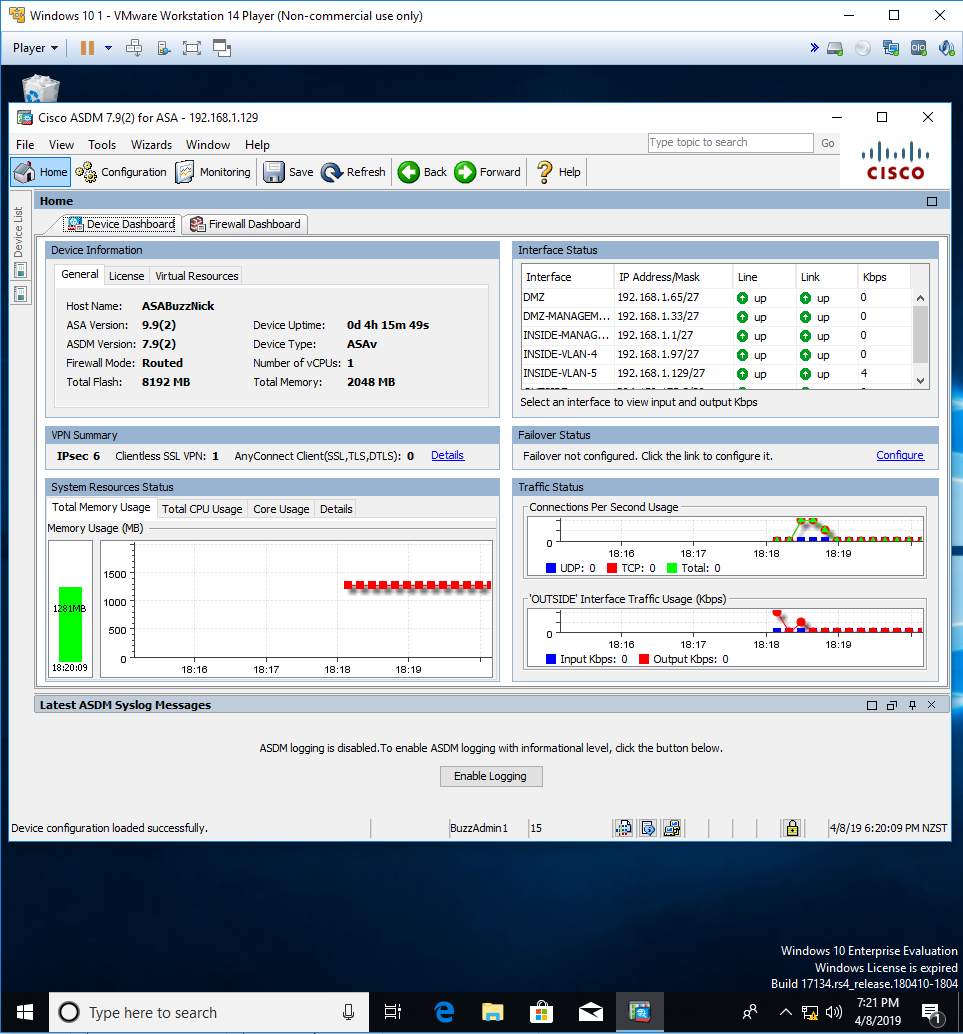 Windows 10 1 - VMware Workstation 14 Player (Non-commercial use only)
Player
Cisco ASDM 7.9(2) for ASA - 192.168.1.129
File View Tools Wizards Window Help
Type topic to search Go
Home Configuration Monitoring Save Refresh Back Forward Help
CISCO
Device List
Home
Device Dashboard Firewall Dashboard
Device Information
General License Virtual Resources
Host Name: ASABuzzNick
ASA Version: 9.9(2) Device Uptime: 0d 4h 15m 49s
ASDM Version: 7.9(2) Device Type: ASAv
Firewall Mode: Routed Number of vCPUs: 1
Total Flash: 8192 MB Total Memory: 2048 MB
Interface Status
Interface IP Address/Mask Line Link Kbps
DMZ 192.168.1.65/27 up up 0
DMZ-MANAGEM... 192.168.1.33/27 up up 0
INSIDE-MANAG... 192.168.1.1/27 up up 0
INSIDE-VLAN-4 192.168.1.97/27 up up 0
INSIDE-VLAN-5 192.168.1.129/27 up up 4
Select an interface to view input and output Kbps
VPN Summary
IPsec 6 Clientless SSL VPN: 1 AnyConnect Client(SSL,TLS,DTLS): 0 Details
Failover Status
Failover not configured. Click the link to configure it. Configure
System Resources Status
Total Memory Usage Total CPU Usage Core Usage Details
Memory Usage (MB)
1281MB
18:20:09
1500
1000
500
0
18:16 18:17 18:18 18:19
Traffic Status
Connections Per Second Usage
0
18:16 18:17 18:18 18:19
UDP: 0 TCP: 0 Total: 0
'OUTSIDE' Interface Traffic Usage (Kbps)
0
18:16 18:17 18:18 18:19
Input Kbps: 0 Output Kbps: 0
Latest ASDM Syslog Messages
ASDM logging is disabled.To enable ASDM logging with informational level, click the button below.
Enable Logging
Device configuration loaded successfully. BuzzAdmin1 15 4/8/19 6:20:09 PM NZST
Windows 10 Enterprise Evaluation
Windows License is expired
Build 17134.rs4_release.180410-1804
Type here to search
7:21 PM
4/8/2019
1